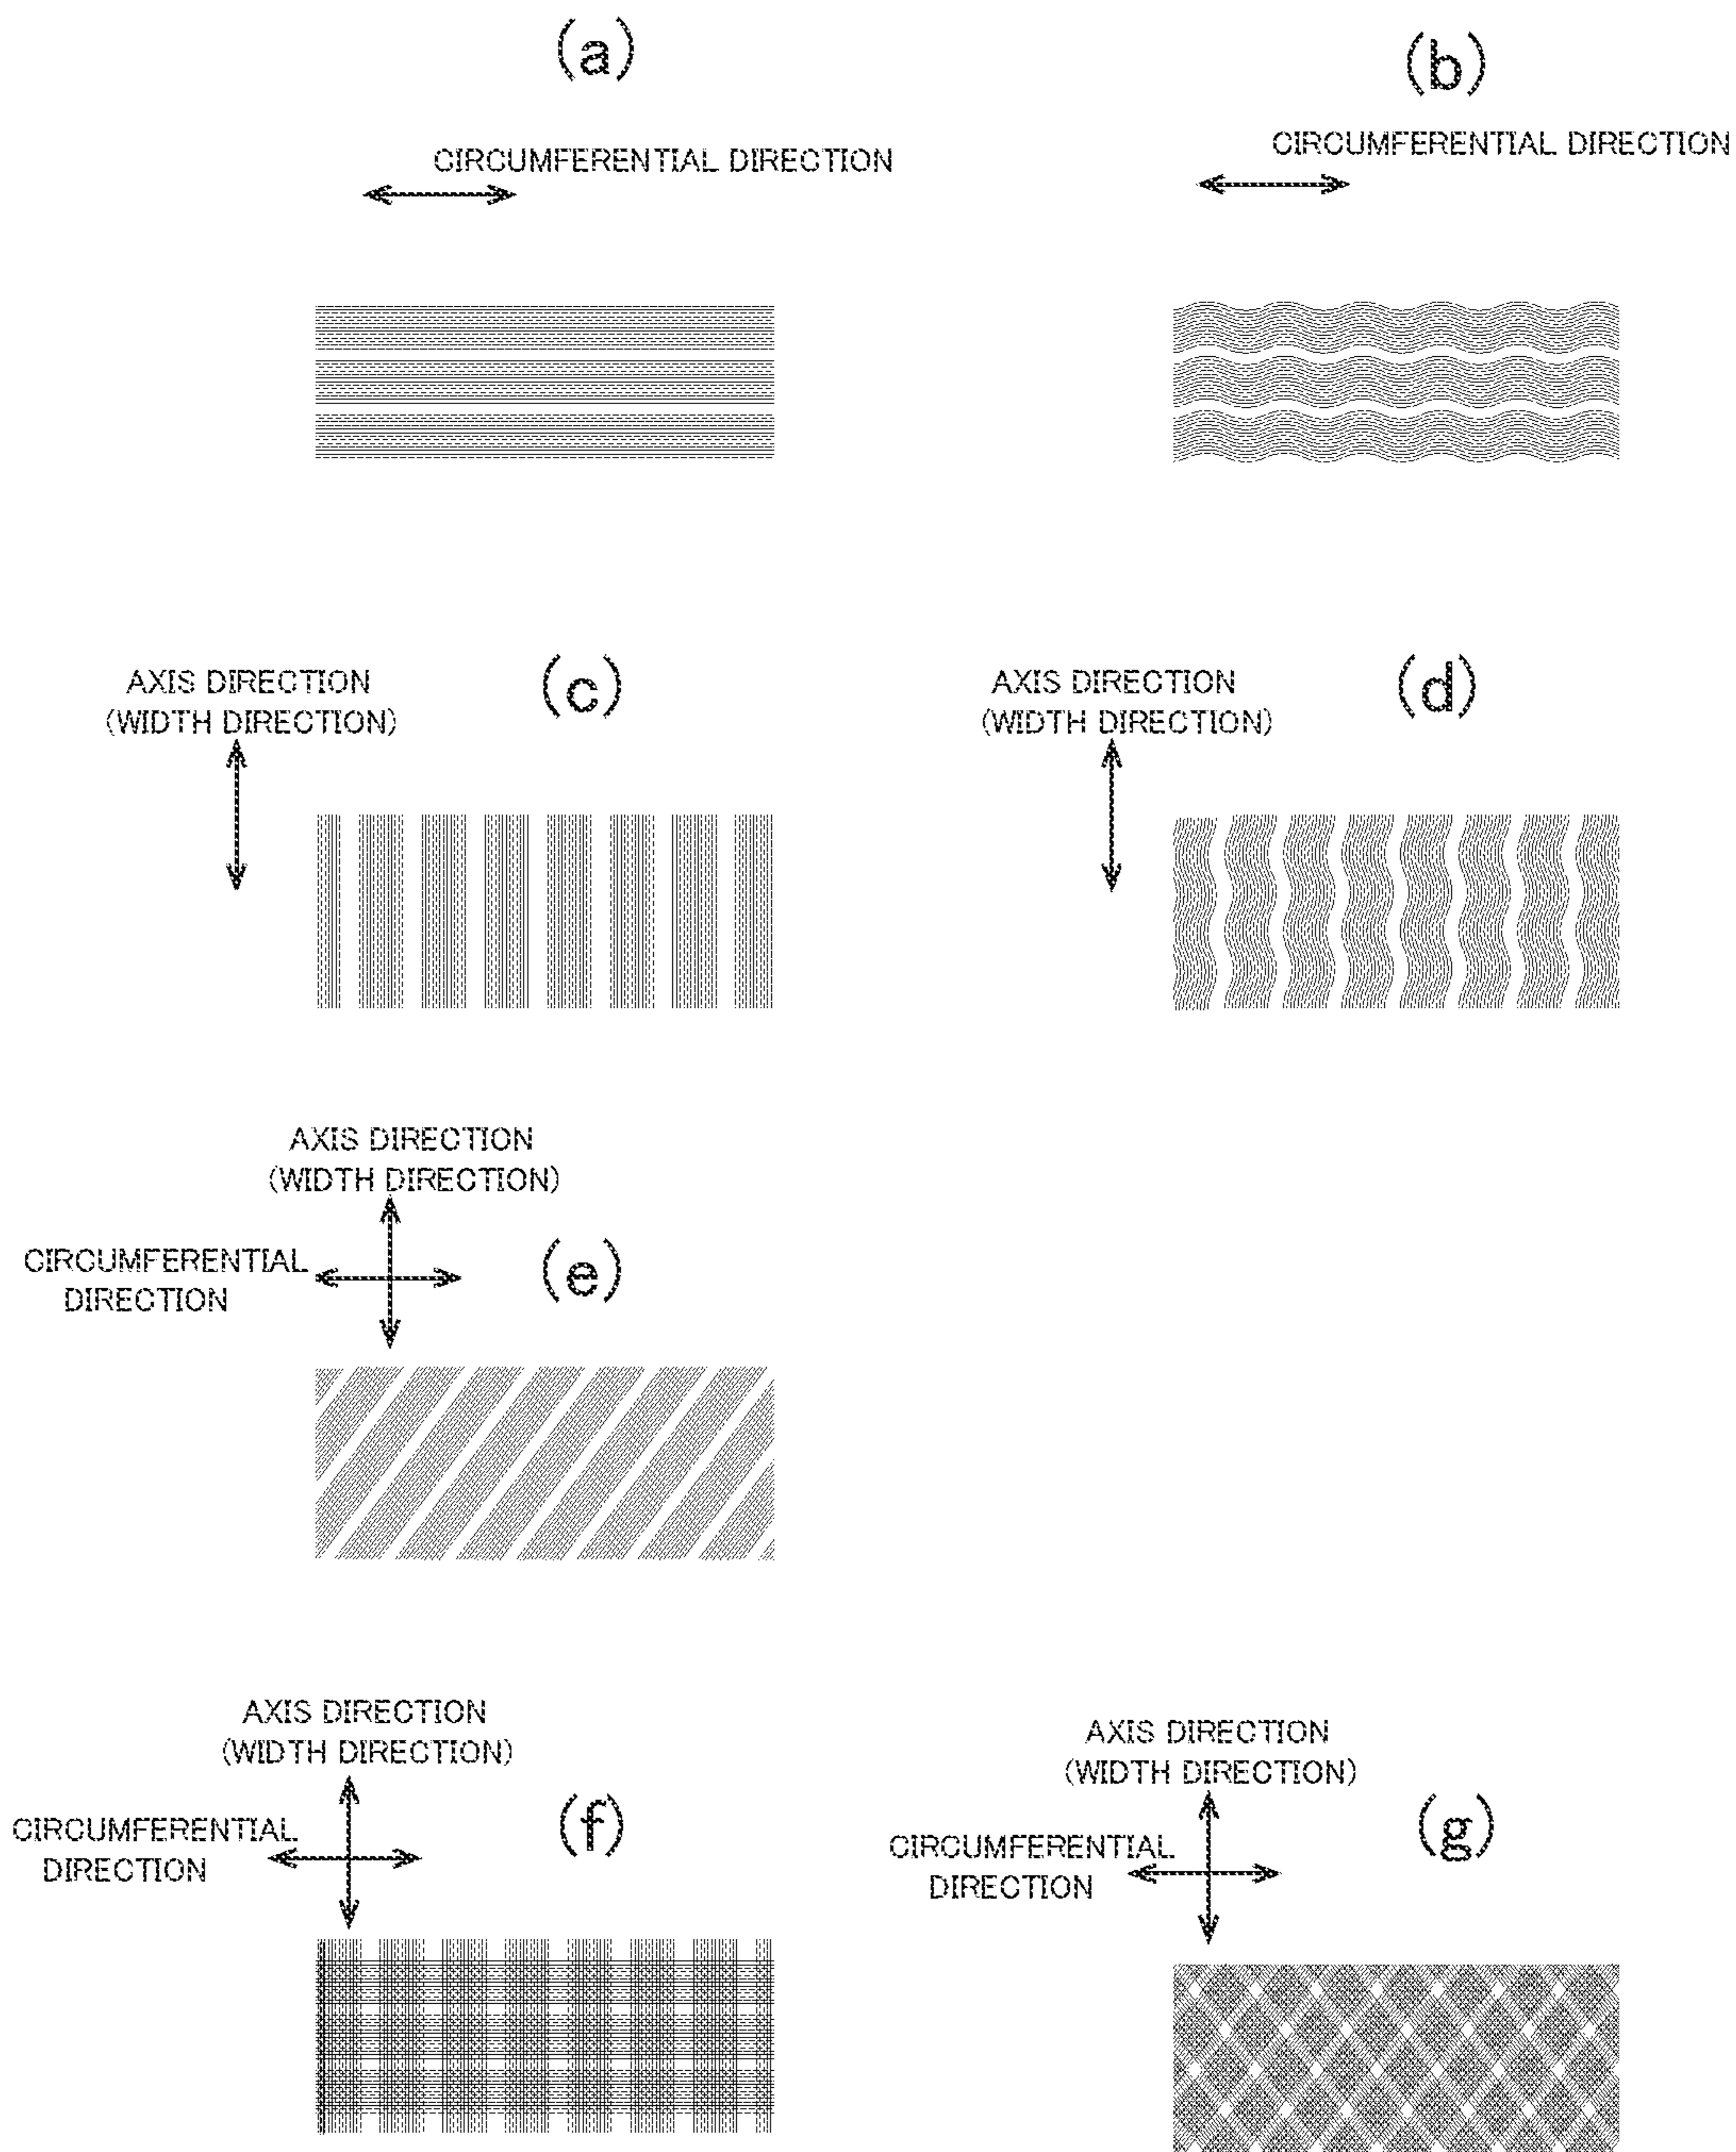 (a)
CIRCUMFERENTIAL DIRECTION
(b)
CIRCUMFERENTIAL DIRECTION
(c)
AXIS DIRECTION
(WIDTH DIRECTION)
(d)
AXIS DIRECTION
(WIDTH DIRECTION)
AXIS DIRECTION
(WIDTH DIRECTION)
(e)
CIRCUMFERENTIAL
DIRECTION
AXIS DIRECTION
(WIDTH DIRECTION)
(f)
CIRCUMFERENTIAL
DIRECTION
AXIS DIRECTION
(WIDTH DIRECTION)
(g)
CIRCUMFERENTIAL
DIRECTION